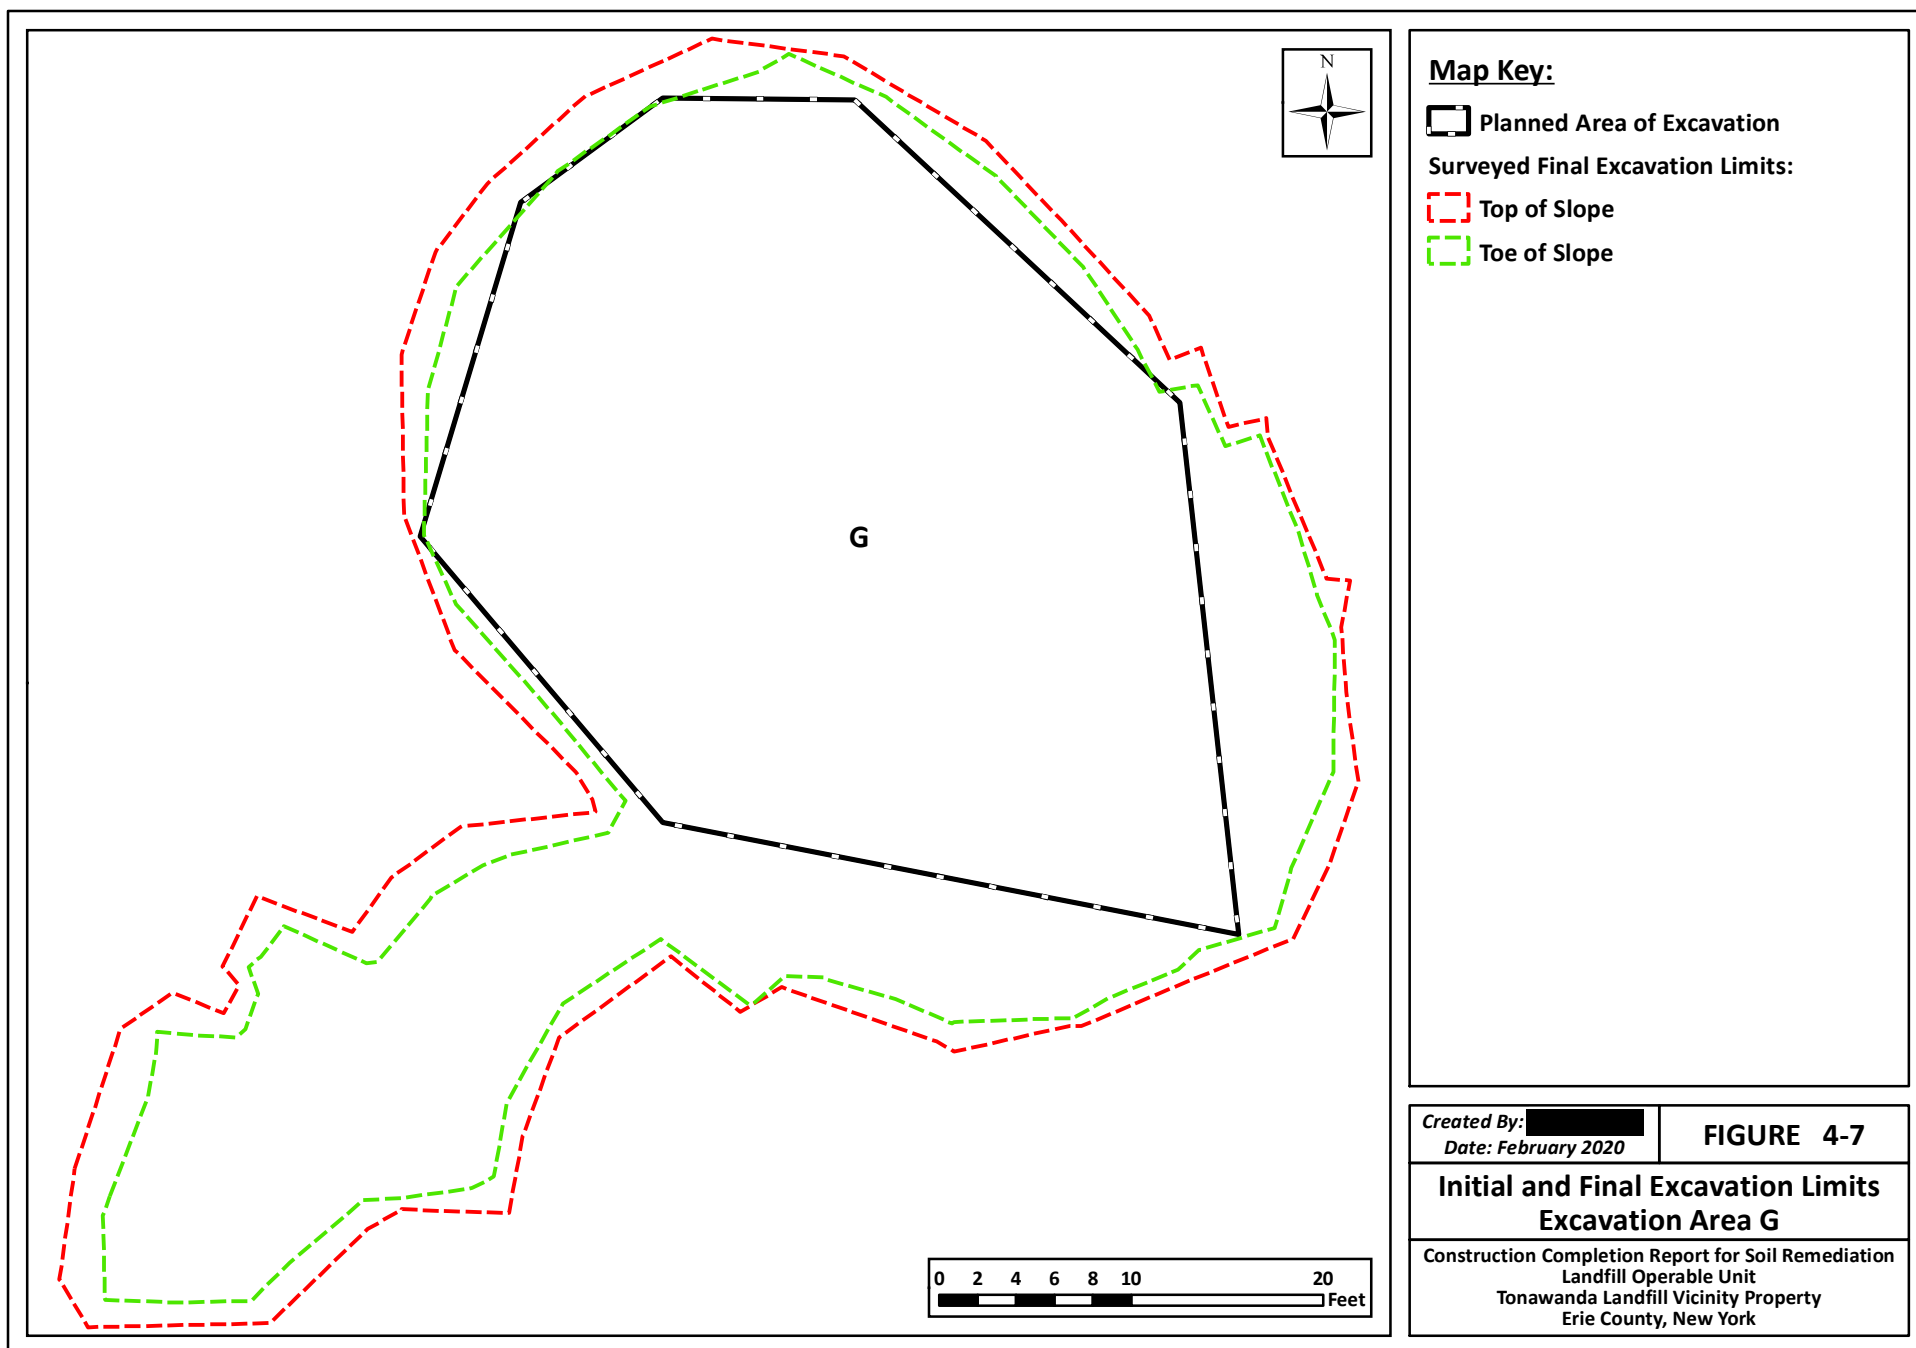 N
G
0 2 4 6 8 10 20
Feet
Map Key:
Planned Area of Excavation
Surveyed Final Excavation Limits:
Top of Slope
Toe of Slope
Created By:
Date: February 2020
FIGURE 4-7
Initial and Final Excavation Limits
Excavation Area G
Construction Completion Report for Soil Remediation
Landfill Operable Unit
Tonawanda Landfill Vicinity Property
Erie County, New York